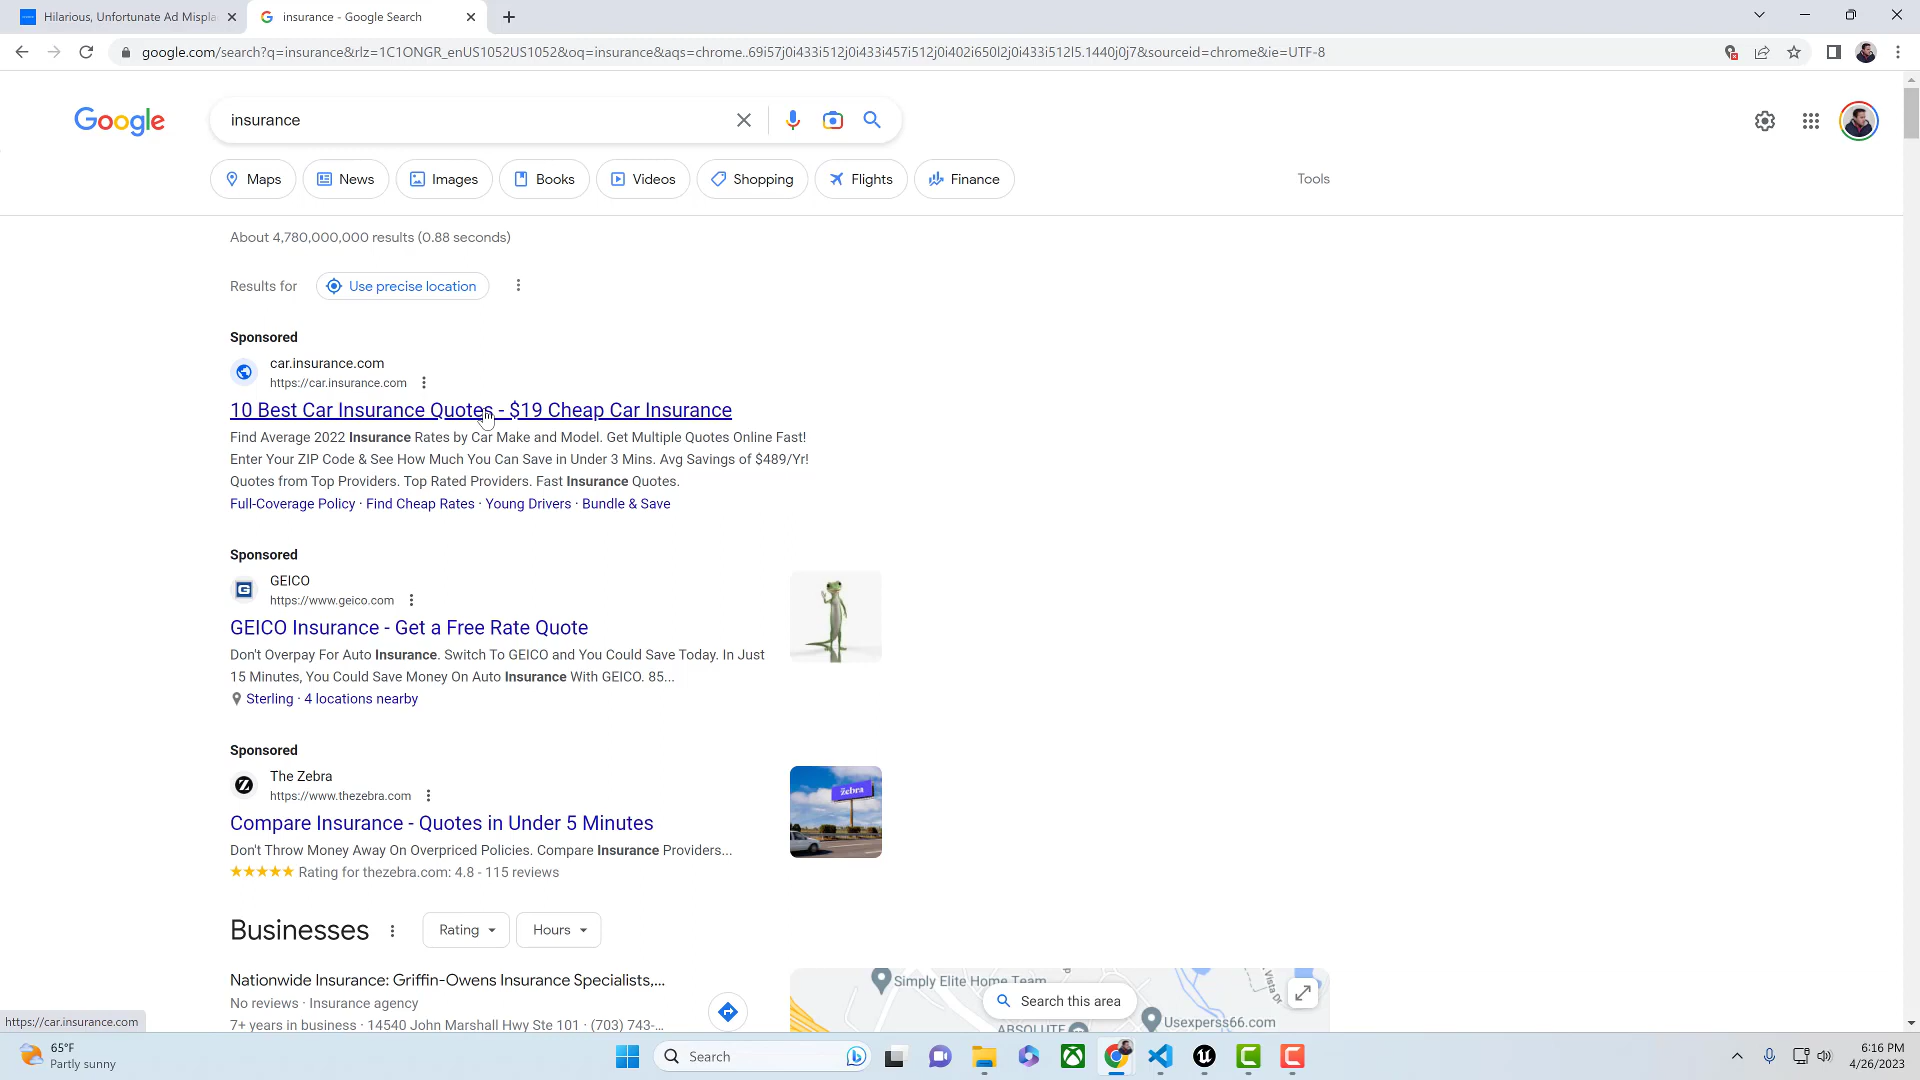 Hilarious, Unfortunate Ad Mispla
insurance - Google Search
google.com/search?q=insurance&rlz=1C1ONGR_enUS1052US1052&oq=insurance&aqs=chrome..69i57j0i433i512j0i433i457i512j0i402i650l2j0i433i512l5.1440j0j7&sourceid=chrome&ie=UTF-8
Google
insurance
Maps
News
Images
Books
Videos
Shopping
Flights
Finance
Tools
About 4,780,000,000 results (0.88 seconds)
Results for
Use precise location
Sponsored
car.insurance.com
https://car.insurance.com
10 Best Car Insurance Quotes - $19 Cheap Car Insurance
Find Average 2022 Insurance Rates by Car Make and Model. Get Multiple Quotes Online Fast!
Enter Your ZIP Code & See How Much You Can Save in Under 3 Mins. Avg Savings of $489/Yr!
Quotes from Top Providers. Top Rated Providers. Fast Insurance Quotes.
Full-Coverage Policy · Find Cheap Rates · Young Drivers · Bundle & Save
Sponsored
GEICO
https://www.geico.com
GEICO Insurance - Get a Free Rate Quote
Don't Overpay For Auto Insurance. Switch To GEICO and You Could Save Today. In Just
15 Minutes, You Could Save Money On Auto Insurance With GEICO. 85...
Sterling · 4 locations nearby
Sponsored
The Zebra
https://www.thezebra.com
Compare Insurance - Quotes in Under 5 Minutes
Don't Throw Money Away On Overpriced Policies. Compare Insurance Providers...
Rating for thezebra.com: 4.8 - 115 reviews
zebra
Businesses
Rating
Hours
Nationwide Insurance: Griffin-Owens Insurance Specialists,...
No reviews · Insurance agency
7+ years in business · 14540 John Marshall Hwy Ste 101 · (703) 743-...
Simply Elite Home Team
Search this area
ABSOLUTE
Usexperss66.com
Vista Dr
https://car.insurance.com
65°F
Partly sunny
Search
6:16 PM
4/26/2023